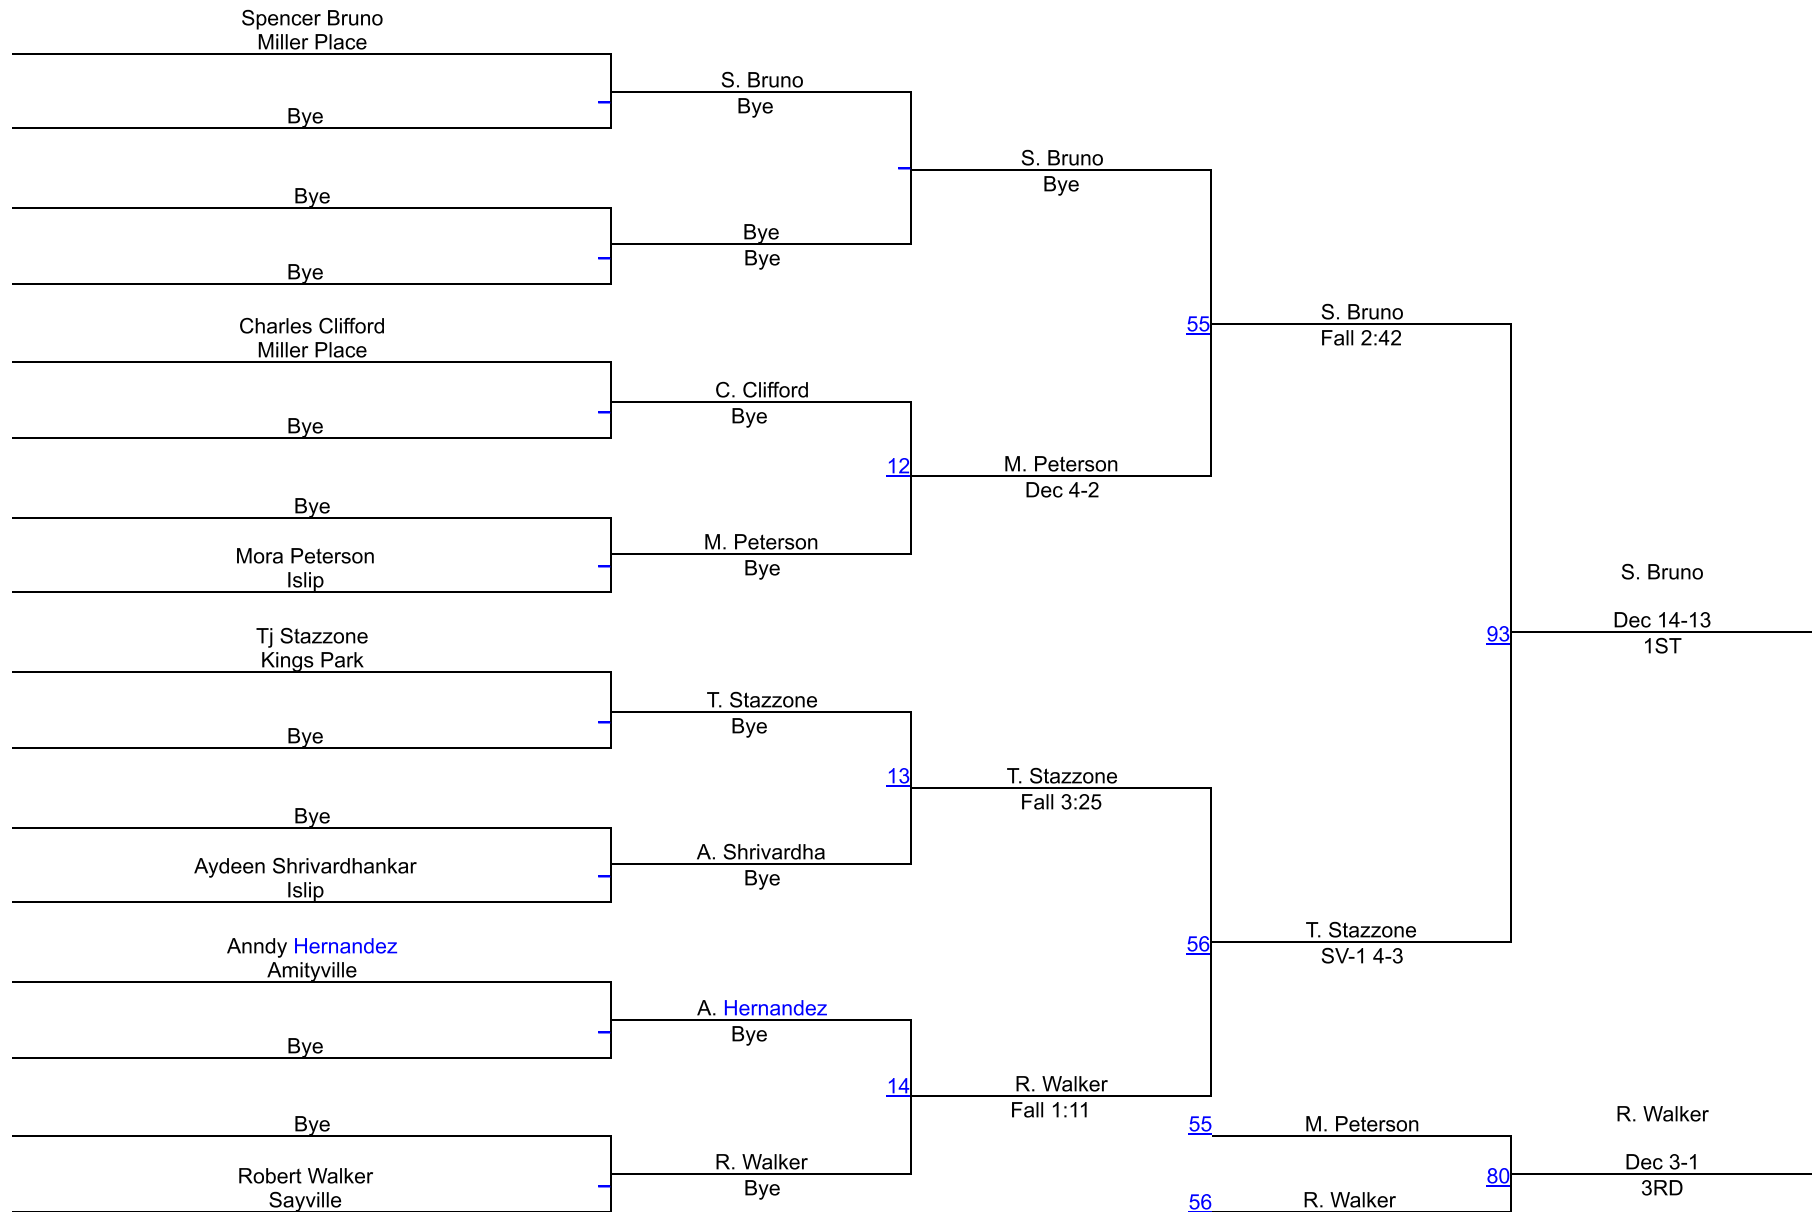 Spencer Bruno
Miller Place
Bye
Bye
Bye
Charles Clifford
Miller Place
Bye
Bye
Mora Peterson
Islip
Tj Stazzone
Kings Park
Bye
Bye
Aydeen Shrivardhankar
Islip
Anndy Hernandez
Amityville
Bye
Bye
Robert Walker
Sayville
S. Bruno
Bye
Bye
Bye
C. Clifford
Bye
12
M. Peterson
Bye
T. Stazzone
Bye
13
A. Shrivardha
Bye
A. Hernandez
Bye
14
R. Walker
Bye
S. Bruno
Bye
55
M. Peterson
Dec 4-2
T. Stazzone
Fall 3:25
56
R. Walker
Fall 1:11
S. Bruno
Fall 2:42
93
T. Stazzone
SV-1 4-3
55
M. Peterson
80
56
R. Walker
S. Bruno
Dec 14-13
1ST
R. Walker
Dec 3-1
3RD